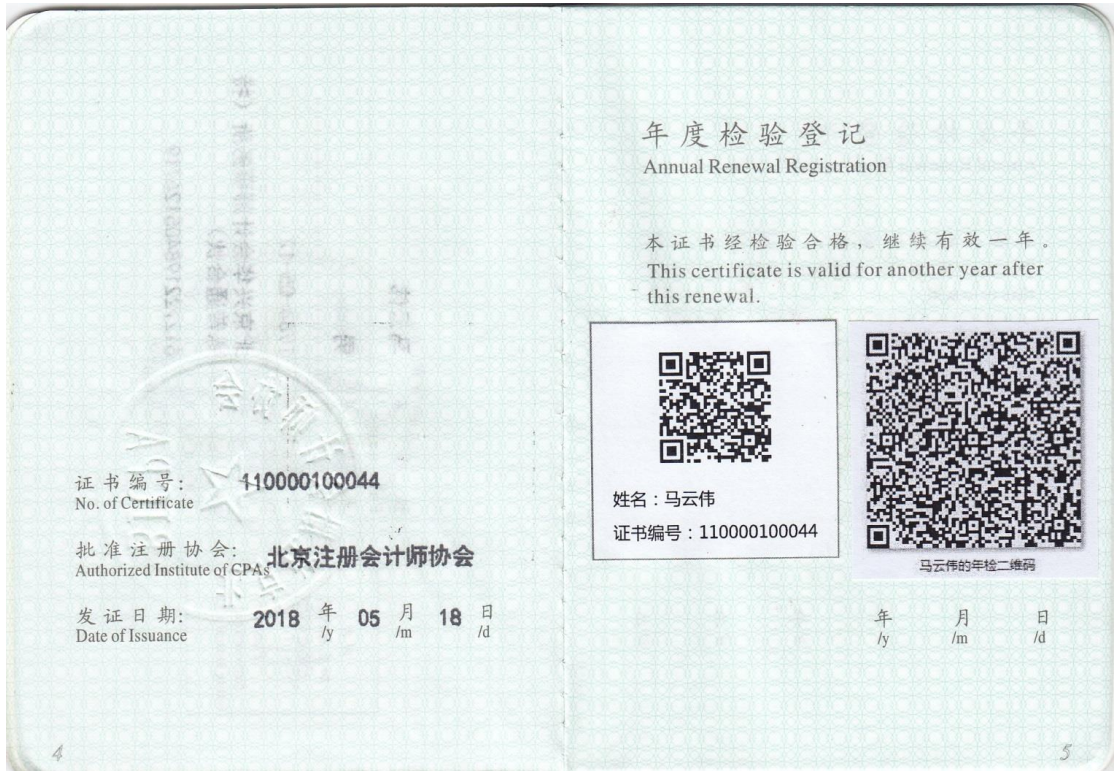 证书编号: 110000100044
No. of Certificate
批准注册协会: 北京注册会计师协会
Authorized Institute of CPAs
发证日期: 2018 年 05 月 18 日
Date of Issuance /y /m /d
4
年度检验登记
Annual Renewal Registration
本证书经检验合格，继续有效一年。
This certificate is valid for another year after
this renewal.
姓名：马云伟
证书编号：110000100044
马云伟的年检二维码
年 月 日
/y /m /d
5